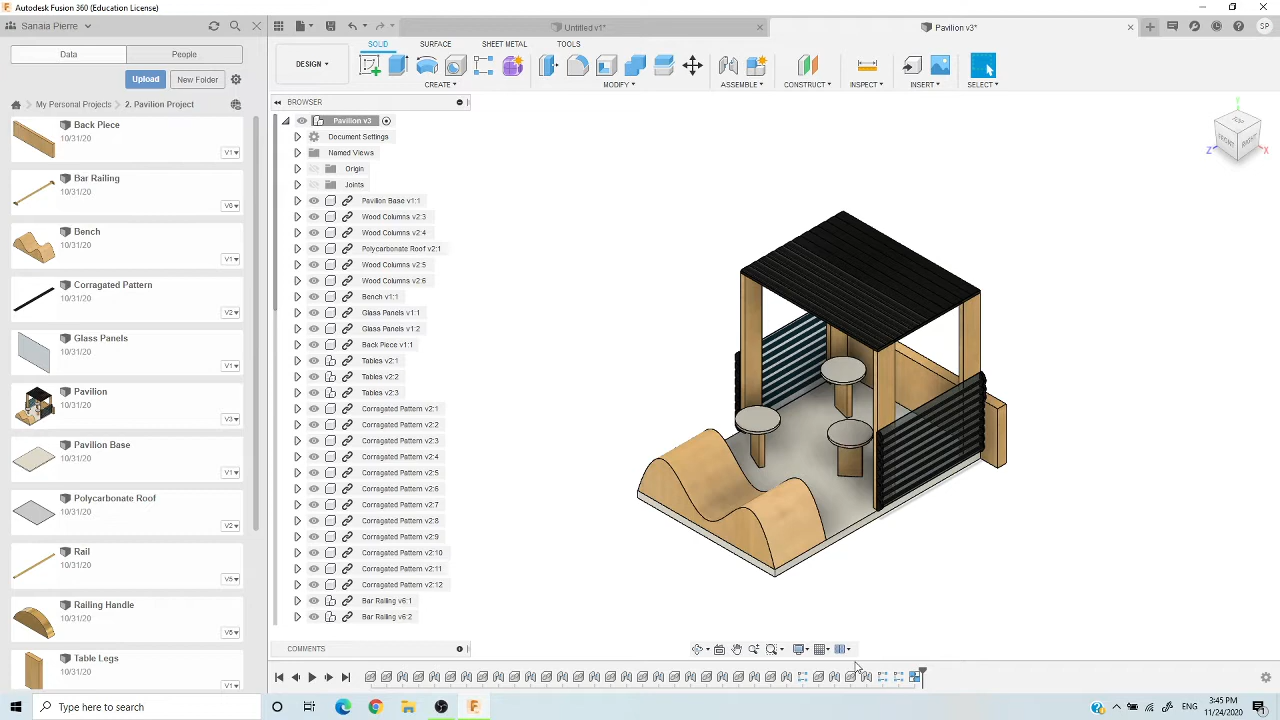 Autodesk Fusion 360 (Education License)
Sanaia Pierre
Untitled v1*
Pavilion v3*
SP
Data
People
SOLID
SURFACE
SHEET METAL
TOOLS
DESIGN
CREATE
MODIFY
ASSEMBLE
CONSTRUCT
INSPECT
INSERT
SELECT
Upload
New Folder
My Personal Projects
2. Pavilion Project
BROWSER
Back Piece
10/31/20
V1
Bar Railing
10/31/20
V6
Bench
10/31/20
V1
Corragated Pattern
10/31/20
V2
Glass Panels
10/31/20
V1
Pavilion
10/31/20
V3
Pavilion Base
10/31/20
V1
Polycarbonate Roof
10/31/20
V2
Rail
10/31/20
V5
Railing Handle
10/31/20
V6
Table Legs
10/31/20
V1
Pavilion v3
Document Settings
Named Views
Origin
Joints
Pavilion Base v1:1
Wood Columns v2:3
Wood Columns v2:4
Polycarbonate Roof v2:1
Wood Columns v2:5
Wood Columns v2:6
Bench v1:1
Glass Panels v1:1
Glass Panels v1:2
Back Piece v1:1
Tables v2:1
Tables v2:2
Tables v2:3
Corragated Pattern v2:1
Corragated Pattern v2:2
Corragated Pattern v2:3
Corragated Pattern v2:4
Corragated Pattern v2:5
Corragated Pattern v2:6
Corragated Pattern v2:7
Corragated Pattern v2:8
Corragated Pattern v2:9
Corragated Pattern v2:10
Corragated Pattern v2:11
Corragated Pattern v2:12
Bar Railing v6:1
Bar Railing v6:2
Y
TOP
FRONT
RIGHT
Z
X
COMMENTS
Type here to search
ENG
3:45 PM
11/24/2020